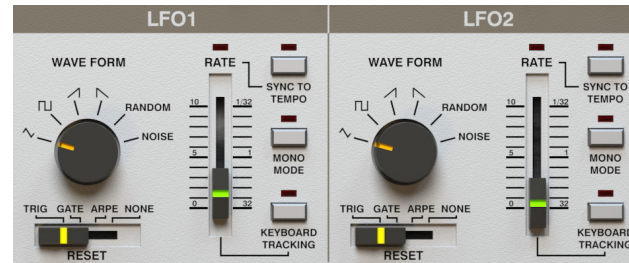 LFO1
WAVE FORM
RANDOM
NOISE
RATE
10
5
0
1/32
1
32
SYNC TO
TEMPO
MONO
MODE
KEYBOARD
TRACKING
TRIG GATE ARPE NONE
RESET
LFO2
WAVE FORM
RANDOM
NOISE
RATE
10
5
0
1/32
1
32
SYNC TO
TEMPO
MONO
MODE
KEYBOARD
TRACKING
TRIG GATE ARPE NONE
RESET